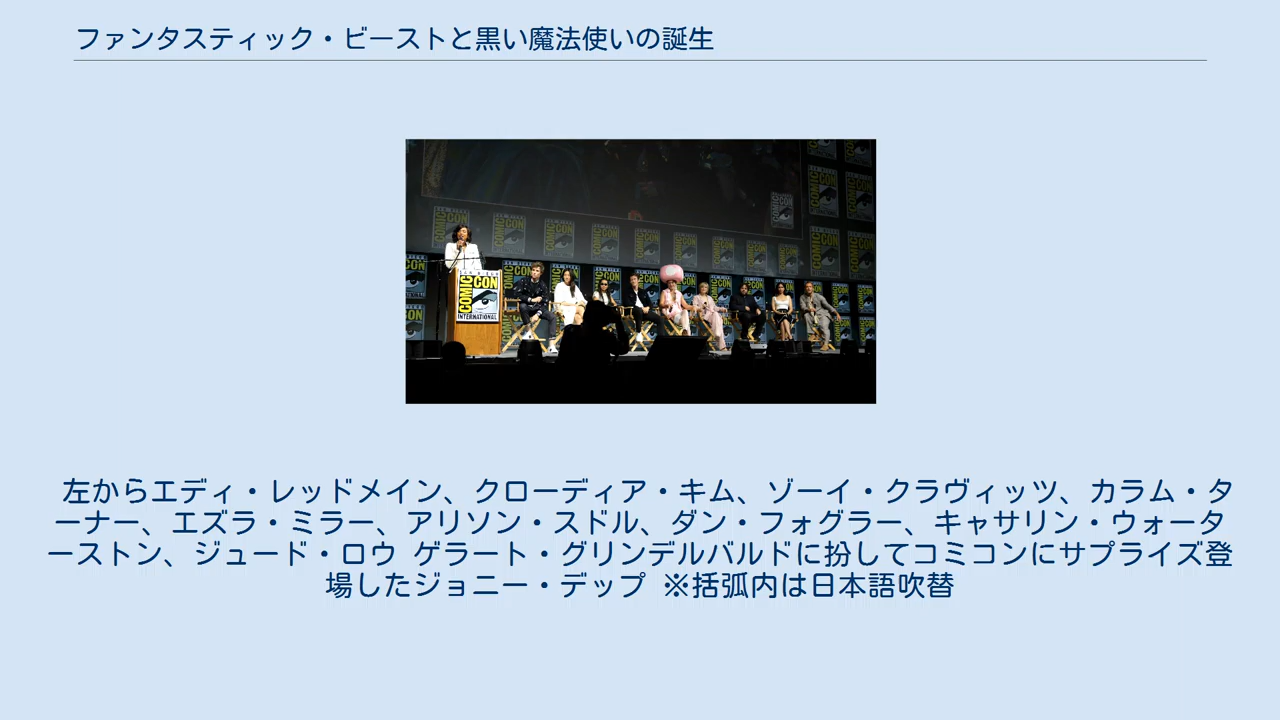 ファンタスティック・ビーストと黒い魔法使いの誕生
COMIC CON
INTERNATIONAL
左からエディ・レッドメイン、クローディア・キム、ゾーイ・クラヴィッツ、カラム・タ
ーナー、エズラ・ミラー、アリソン・スドル、ダン・フォグラー、キャサリン・ウォータ
ーストン、ジュード・ロウ ゲラート・グリンデルバルドに扮してコミコンにサプライズ登
場したジョニー・デップ ※括弧内は日本語吹替